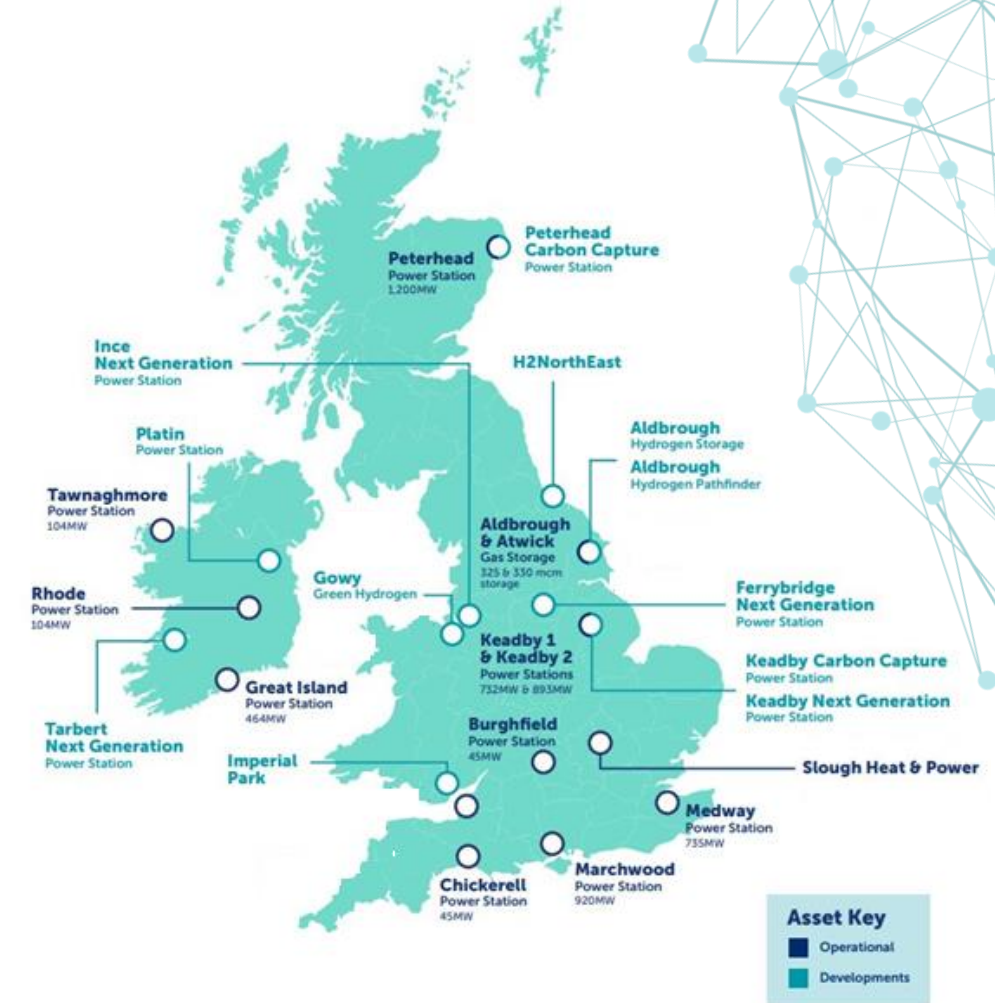 Peterhead
Carbon Capture
Power Station
Peterhead
Power Station
1,200MW
Ince
Next Generation
Power Station
H2NorthEast
Platin
Power Station
Aldbrough
Hydrogen Storage
Aldbrough
Hydrogen Pathfinder
Tawnaghmore
Power Station
104MW
Aldbrough
& Atwick
Gas Storage
325 & 330 mcm
storage
Gowy
Green Hydrogen
Rhode
Power Station
104MW
Ferrybridge
Next Generation
Power Station
Keadby 1
& Keadby 2
Power Stations
732MW & 893MW
Keadby Carbon Capture
Power Station
Keadby Next Generation
Power Station
Great Island
Power Station
464MW
Tarbert
Next Generation
Power Station
Burghfield
Power Station
45MW
Imperial
Park
Slough Heat & Power
Medway
Power Station
735MW
Marchwood
Power Station
920MW
Chickerell
Power Station
45MW
Asset Key
Operational
Developments